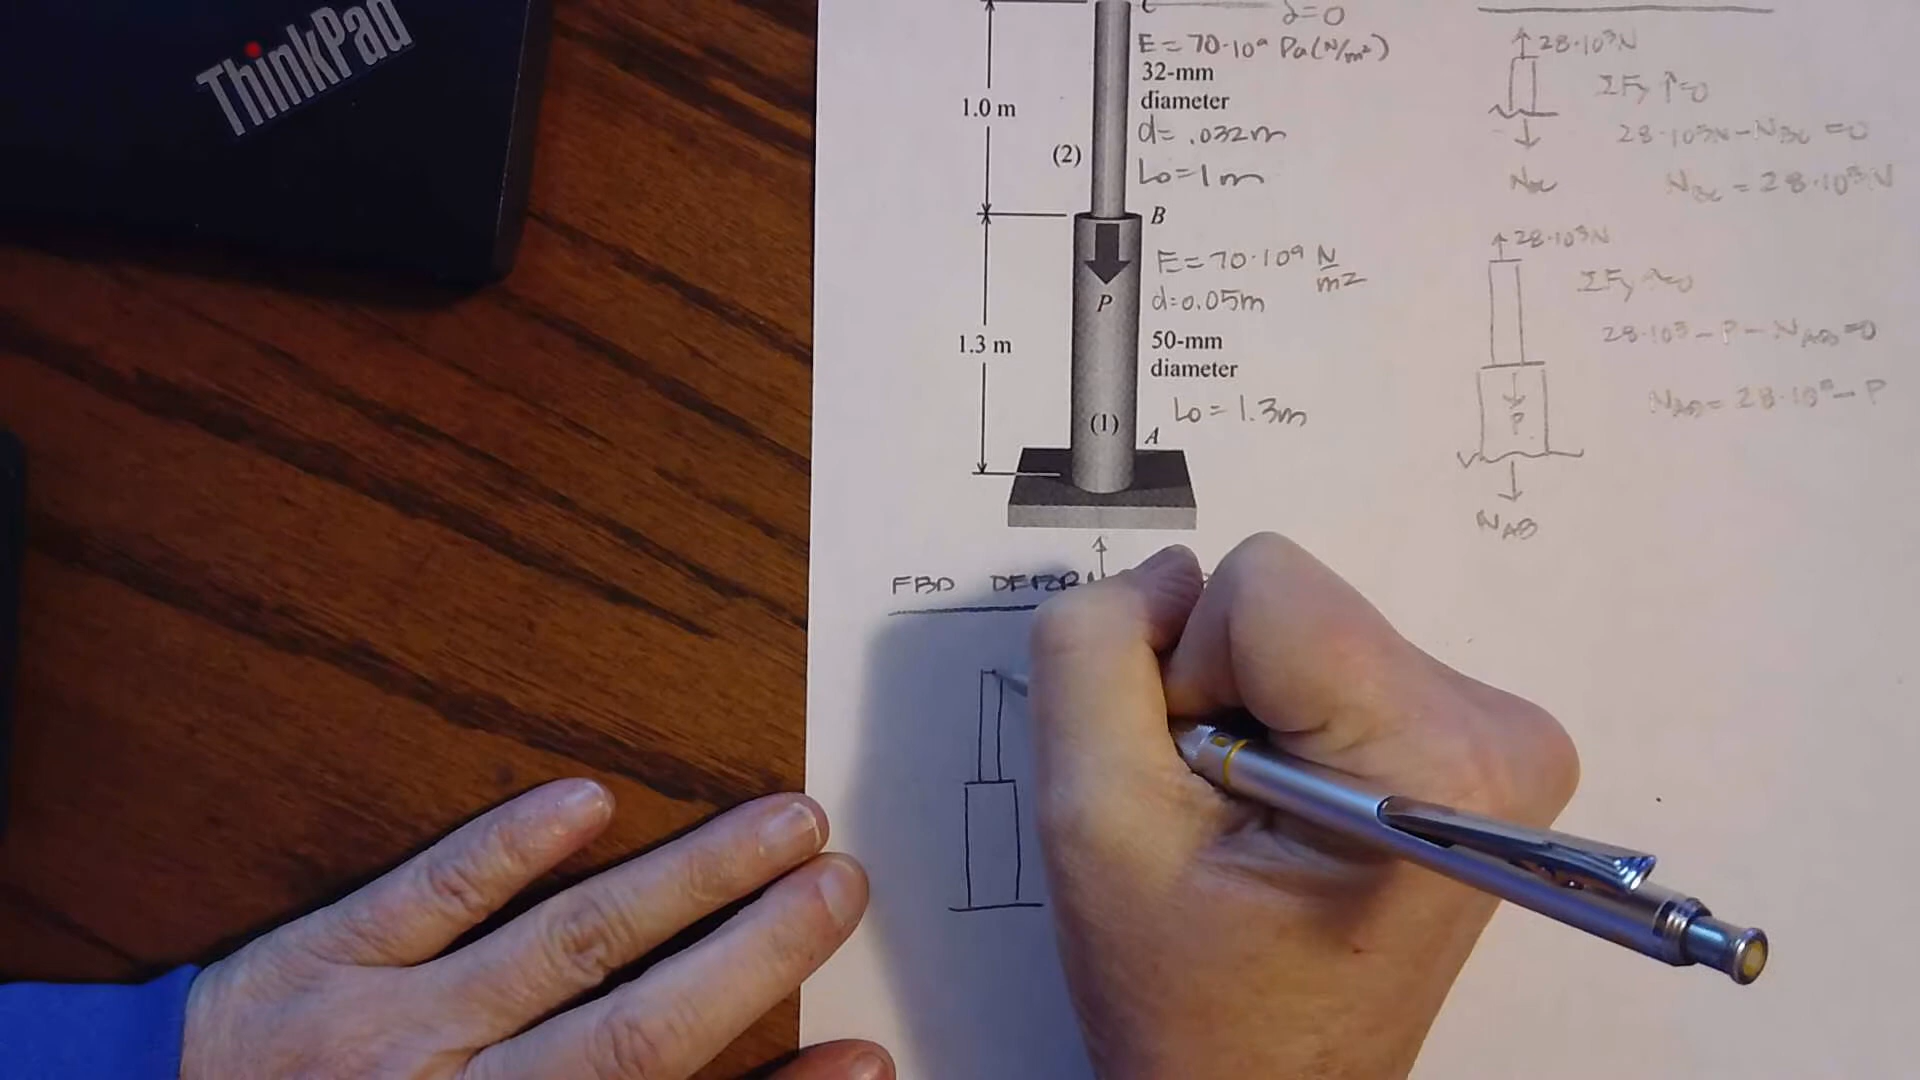 ThinkPad
C
δ=0
E = 70·10⁹ Pa (N/m²)
32-mm
diameter
d= .032m
Lo = 1m
1.0 m
(2)
B
E = 70·10⁹ N/m2
d=0.05m
P
50-mm
diameter
1.3 m
Lo = 1.3m
(1)
A
FBD DEFORM
28·10³N
ΣFy ↑=0
28·10³N - NBC = 0
NBC
NBC = 28·10³N
28·10³N
ΣFy ↑=0
28·10³ - P - NAB = 0
P
NAB = 28·10³ - P
NAB